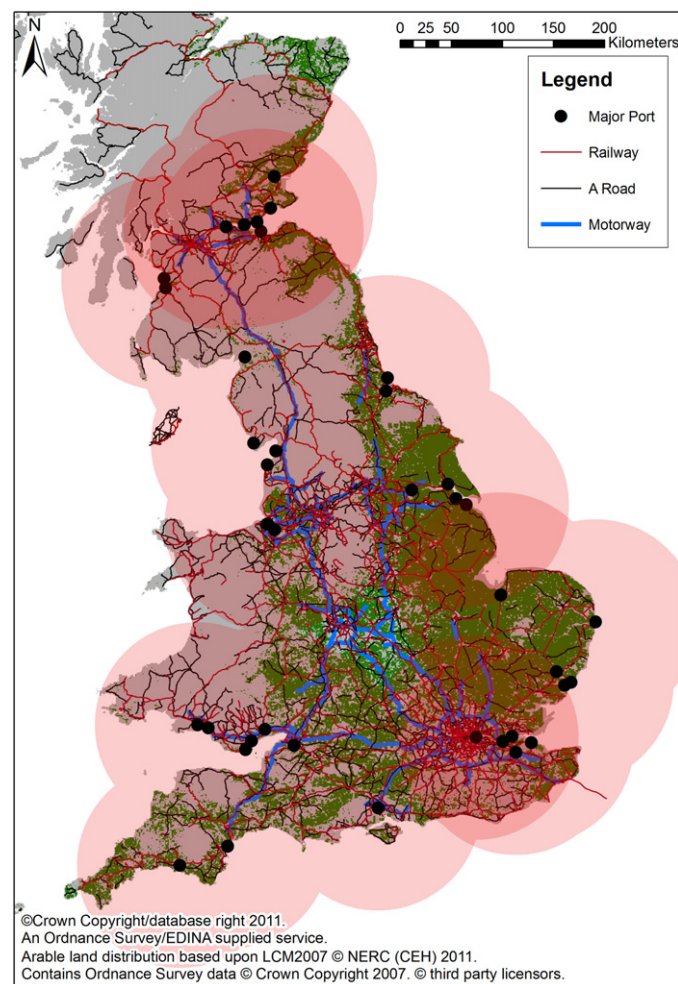 N
0 25 50 100 150 200
Kilometers
Legend
Major Port
Railway
A Road
Motorway
©Crown Copyright/database right 2011.
An Ordnance Survey/EDINA supplied service.
Arable land distribution based upon LCM2007 © NERC (CEH) 2011.
Contains Ordnance Survey data © Crown Copyright 2007. © third party licensors.